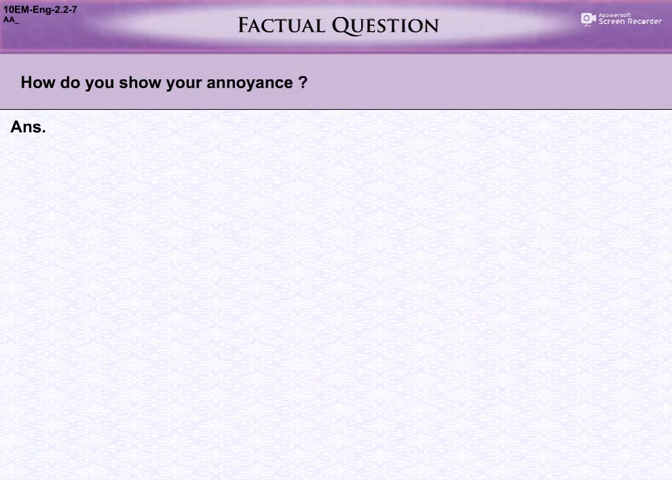 10EM-Eng-2.2-7
AA_
FACTUAL QUESTION
Apowersoft
Screen Recorder
How do you show your annoyance ?
Ans.